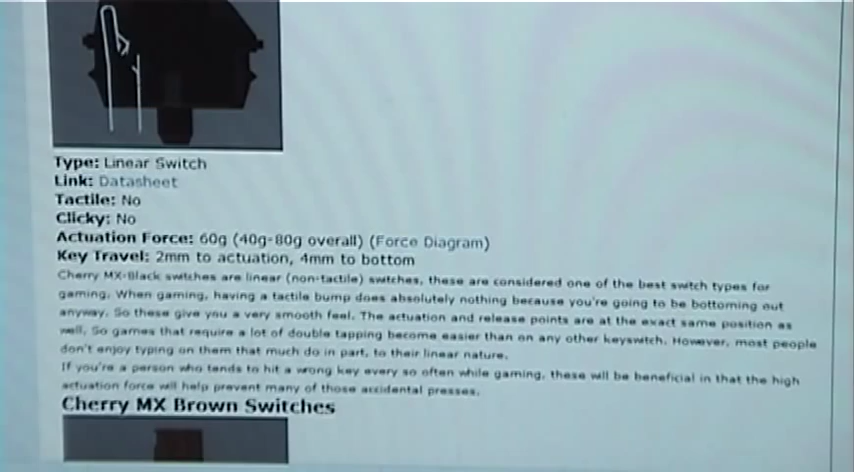 Type: Linear Switch
Link: Datasheet
Tactile: No
Clicky: No
Actuation Force: 60g (40g-80g overall) (Force Diagram)
Key Travel: 2mm to actuation, 4mm to bottom
Cherry MX-Black switches are linear (non-tactile) switches, these are considered one of the best switch types for
gaming. When gaming, having a tactile bump does absolutely nothing because you're going to be bottoming out
anyway. So these give you a very smooth feel. The actuation and release points are at the exact same position as
well. So games that require a lot of double tapping become easier than on any other keyswitch. However, most people
don't enjoy typing on them that much do in part, to their linear nature.
If you're a person who tends to hit a wrong key every so often while gaming, these will be beneficial in that the high
actuation force will help prevent many of those accidental presses.
Cherry MX Brown Switches